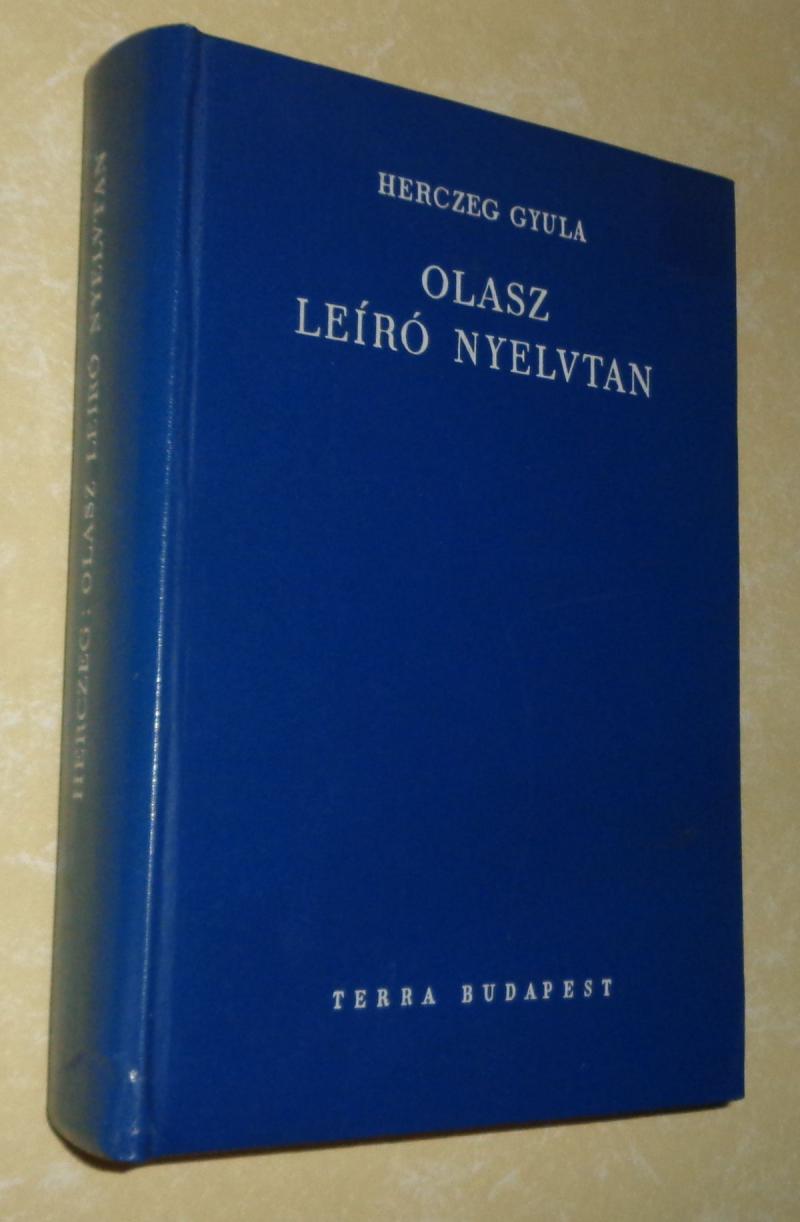 HERCZEG GYULA
OLASZ
LEÍRÓ NYELVTAN
TERRA BUDAPEST
HERCZEG: OLASZ LEÍRÓ NYELVTAN